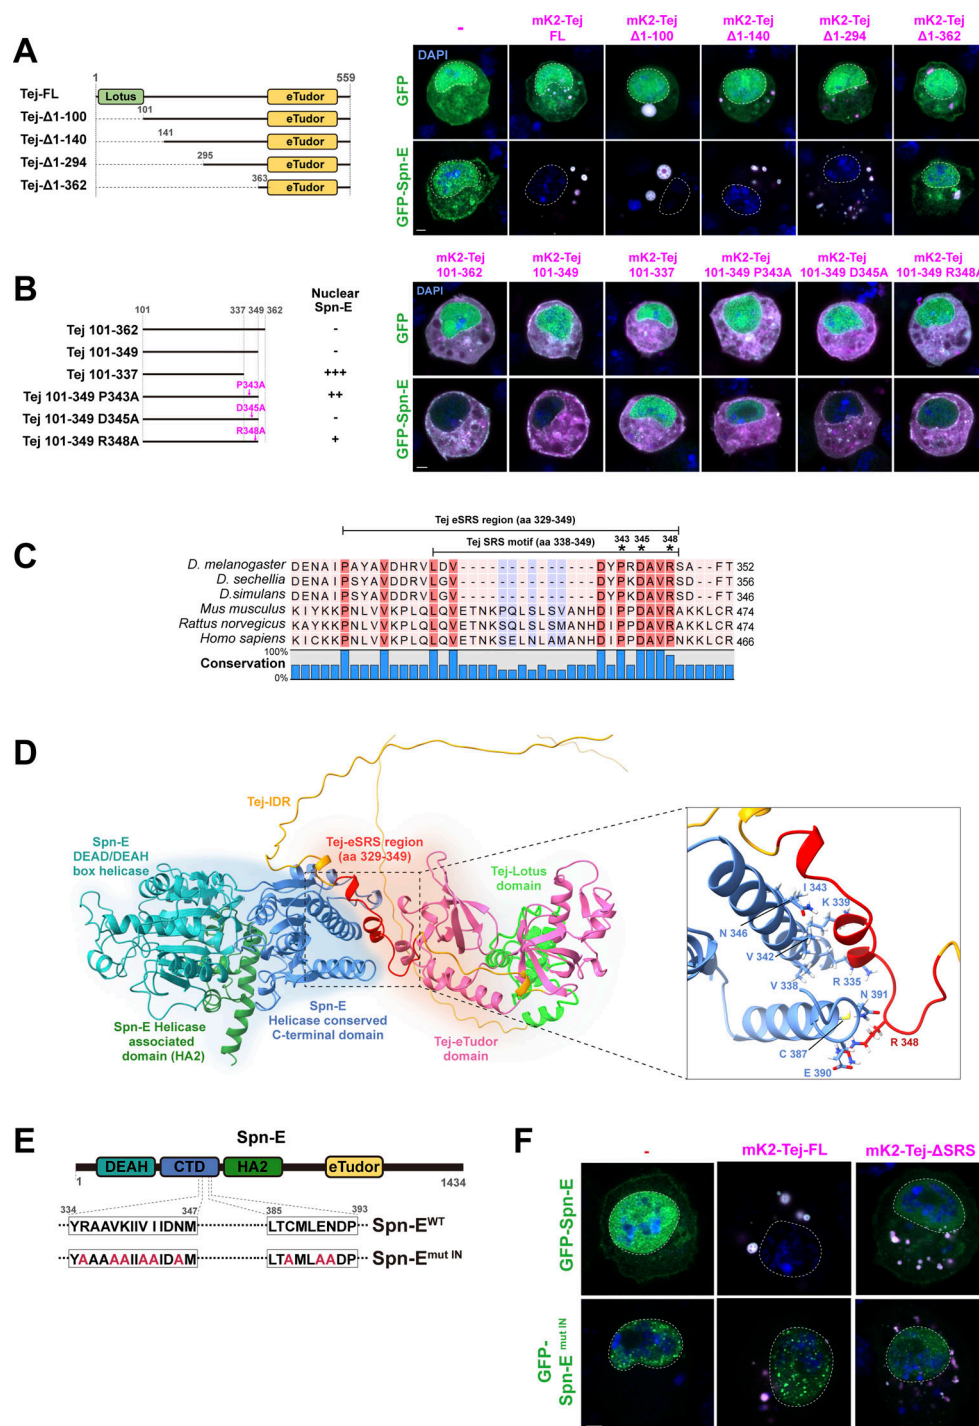 A
1
559
Tej-FL
Lotus
eTudor
101
Tej-Δ1-100
eTudor
141
Tej-Δ1-140
eTudor
295
Tej-Δ1-294
eTudor
363
Tej-Δ1-362
eTudor
-
mK2-Tej
FL
mK2-Tej
Δ1-100
mK2-Tej
Δ1-140
mK2-Tej
Δ1-294
mK2-Tej
Δ1-362
DAPI
GFP
GFP-Spn-E
B
Nuclear
Spn-E
101
337
349
362
Tej 101-362
-
Tej 101-349
-
Tej 101-337
+++
P343A
Tej 101-349 P343A
++
D345A
Tej 101-349 D345A
-
R348A
Tej 101-349 R348A
+
mK2-Tej
101-362
mK2-Tej
101-349
mK2-Tej
101-337
mK2-Tej
101-349 P343A
mK2-Tej
101-349 D345A
mK2-Tej
101-349 R348A
DAPI
GFP
GFP-Spn-E
C
Tej eSRS region (aa 329-349)
Tej SRS motif (aa 338-349)
343 345 348
* * *
D. melanogaster DENAIPAYAVDHRVLDV--------------DYPRDAVRSA--FT 352
D. sechellia DENAIPSYAVDDRVLGV--------------DYPKDAVRSA--FT 356
D.simulans DENAIPSYAVDDRVLGV--------------DYPRDAVRSA--FT 346
Mus musculus KIYKKPNLVVKPLQLQVETNKPQLSLSVANHDIPPDAVRAKKLCR 474
Rattus norvegicus KAYKKPNLVVKPLQLQVETNKSQLSLSMANHDIPPDAVRAKKLCR 474
Homo sapiens KICKKPNLVVKPLQLQVETNKSELNLAMANHDIPPDAVPNKKLCR 466
100%
Conservation
0%
D
Tej-IDR
Spn-E
DEAD/DEAH
box helicase
Tej-eSRS region
(aa 329-349)
Tej-Lotus
domain
Spn-E Helicase
associated
domain (HA2)
Spn-E
Helicase conserved
C-terminal domain
Tej-eTudor
domain
I 343
K 339
N 346
V 342
V 338
R 335
N 391
C 387
R 348
E 390
E
Spn-E
DEAH
CTD
HA2
eTudor
1
1434
334
347
385
393
YRAAVKIIVIIDNM
LTCMLENDP
Spn-E WT
YAAAAAIIAAIDAM
LTAMLAADP
Spn-E mut IN
F
-
mK2-Tej-FL
mK2-Tej-ΔSRS
GFP-Spn-E
GFP-
Spn-E mut IN